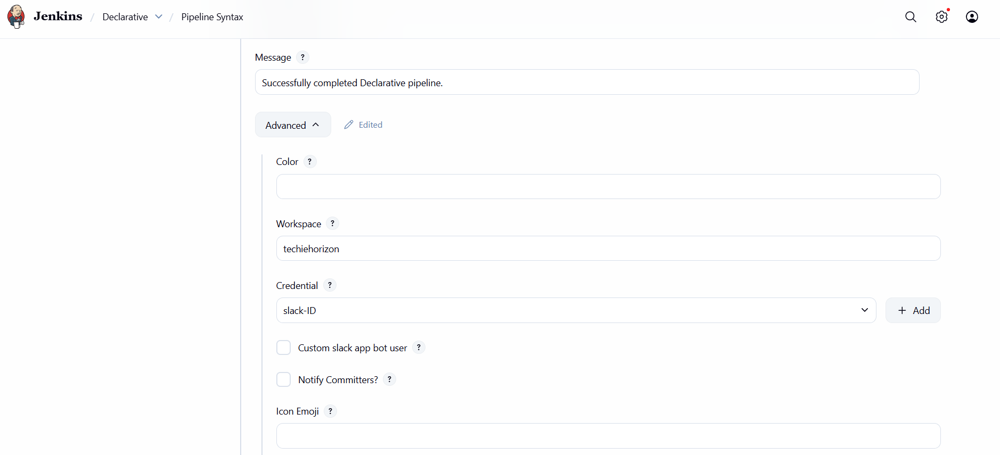 Jenkins / Declarative / Pipeline Syntax
Message ?
Successfully completed Declarative pipeline.
Advanced Edited
Color ?
Workspace ?
techiehorizon
Credential ?
slack-ID
+ Add
Custom slack app bot user ?
Notify Committers? ?
Icon Emoji ?